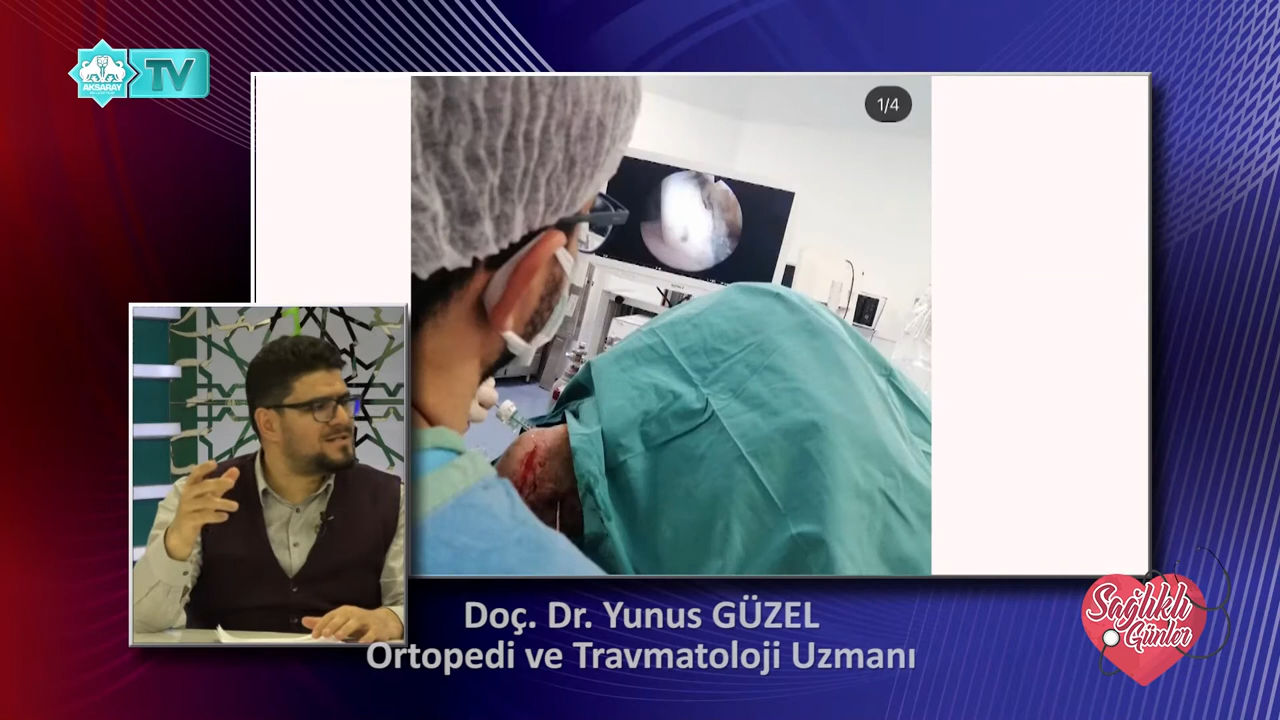 AKSARAY
TV
1/4
Doç. Dr. Yunus GÜZEL
Ortopedi ve Travmatoloji Uzmanı
Sağlıklı
Günler